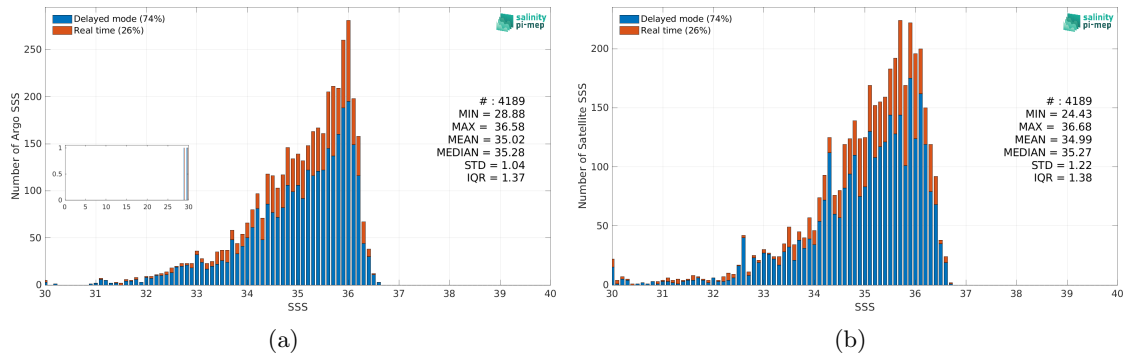 Delayed mode (74%)
Real time (26%)
salinity
pi-mep
Number of Argo SSS
250
200
150
100
50
0
# : 4189
MIN = 28.88
MAX = 36.58
MEAN = 35.02
MEDIAN = 35.28
STD = 1.04
IQR = 1.37
1
0.5
0
0 5 10 15 20 25 30
30 31 32 33 34 35 36 37 38 39 40
SSS
(a)
Delayed mode (74%)
Real time (26%)
salinity
pi-mep
Number of Satellite SSS
200
150
100
50
0
# : 4189
MIN = 24.43
MAX = 36.68
MEAN = 34.99
MEDIAN = 35.27
STD = 1.22
IQR = 1.38
30 31 32 33 34 35 36 37 38 39 40
SSS
(b)